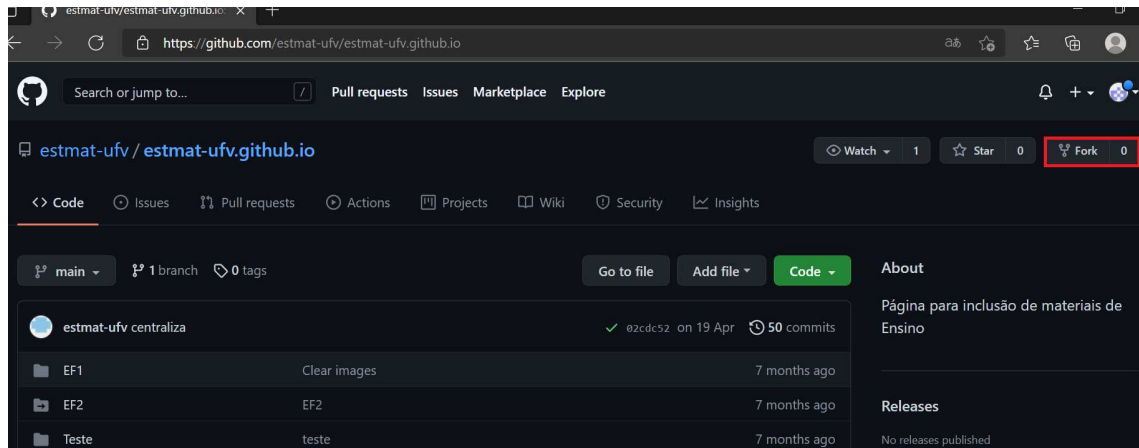 estmat-ufv/estmat-ufv.github.io:
https://github.com/estmat-ufv/estmat-ufv.github.io
Search or jump to... / Pull requests Issues Marketplace Explore
estmat-ufv / estmat-ufv.github.io
Watch 1 Star 0 Fork 0
Code Issues Pull requests Actions Projects Wiki Security Insights
main 1 branch 0 tags Go to file Add file Code
About
Página para inclusão de materiais de
Ensino
estmat-ufv centraliza 02cdc52 on 19 Apr 50 commits
EF1 Clear images 7 months ago
EF2 EF2 7 months ago
Teste teste 7 months ago
Releases
No releases published